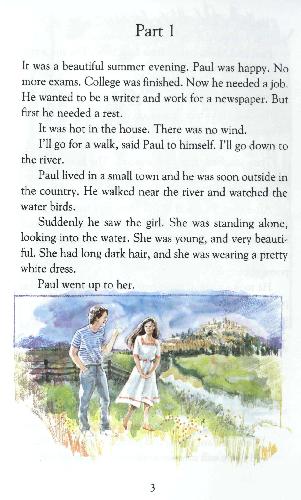 Part 1
It was a beautiful summer evening. Paul was happy. No
more exams. College was finished. Now he needed a job.
He wanted to be a writer and work for a newspaper. But
first he needed a rest.
It was hot in the house. There was no wind.
I'll go for a walk, said Paul to himself. I'll go down to
the river.
Paul lived in a small town and he was soon outside in
the country. He walked near the river and watched the
water birds.
Suddenly he saw the girl. She was standing alone,
looking into the water. She was young, and very beauti-
ful. She had long dark hair, and she was wearing a pretty
white dress.
Paul went up to her.
3